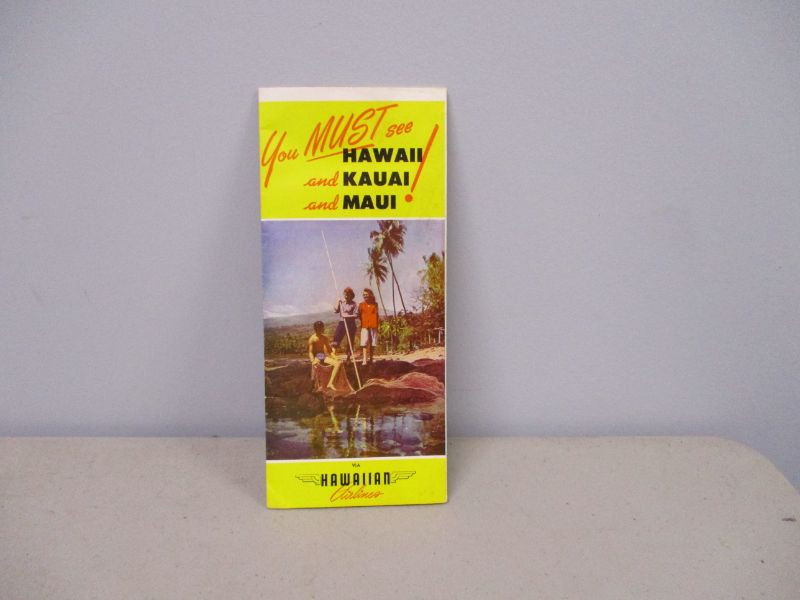 You MUST see
HAWAII
and KAUAI
and MAUI!
VIA
HAWAIIAN
Airlines